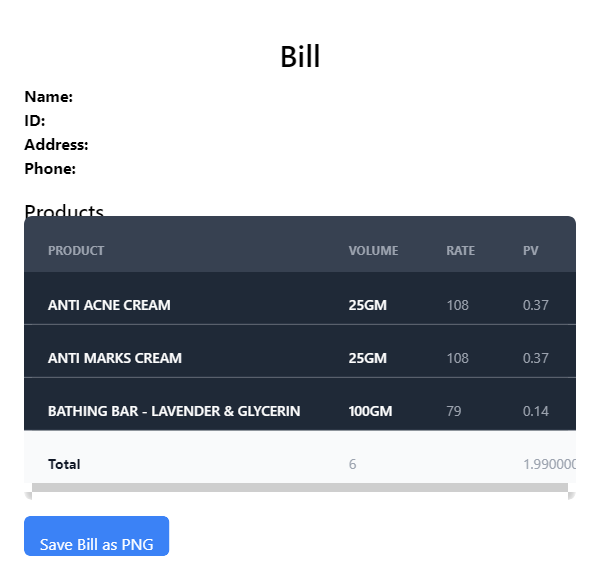 Bill
Name:
ID:
Address:
Phone:
Products
PRODUCT VOLUME RATE PV
ANTI ACNE CREAM 25GM 108 0.37
ANTI MARKS CREAM 25GM 108 0.37
BATHING BAR - LAVENDER & GLYCERIN 100GM 79 0.14
Total 6 1.990000
Save Bill as PNG